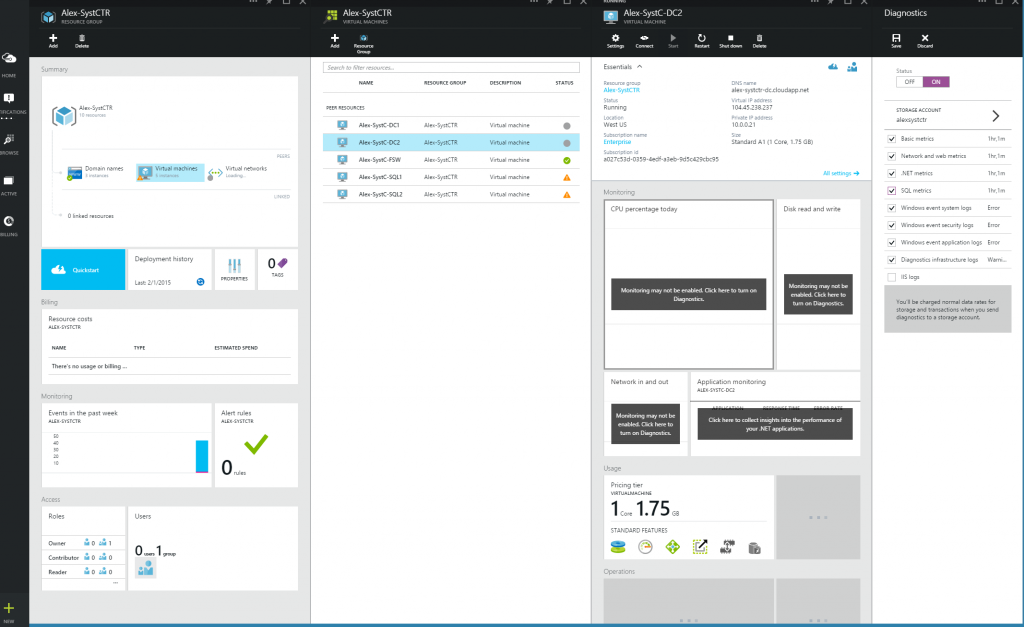 HOME
NOTIFICATIONS
BROWSE
ACTIVE
BILLING
NEW
Alex-SystCTR
RESOURCE GROUP
Add
Delete
Summary
Alex-SystCTR
10 resources
PEERS
Domain names
5 instances
Virtual machines
5 instances
Virtual networks
Loading...
LINKED
0 linked resources
Quickstart
Deployment history
Last: 2/1/2015
PROPERTIES
0
TAGS
Billing
Resource costs
ALEX-SYSTCTR
NAME TYPE ESTIMATED SPEND
There's no usage or billing ...
Monitoring
Events in the past week
ALEX-SYSTCTR
50
40
30
20
10
Alert rules
ALEX-SYSTCTR
0 rules
Access
Roles
Owner 0 1
Contributor 0 0
Reader 0 0
...
Users
0 users 1 group
Alex-SystCTR
VIRTUAL MACHINES
Add
Resource Group
Search to filter resources...
NAME RESOURCE GROUP DESCRIPTION STATUS
PEER RESOURCES
Alex-SystC-DC1 Alex-SystCTR Virtual machine
Alex-SystC-DC2 Alex-SystCTR Virtual machine
Alex-SystC-FSW Alex-SystCTR Virtual machine
Alex-SystC-SQL1 Alex-SystCTR Virtual machine
Alex-SystC-SQL2 Alex-SystCTR Virtual machine
RUNNING
Alex-SystC-DC2
VIRTUAL MACHINE
Settings
Connect
Start
Restart
Shut down
Delete
Essentials
Resource group
Alex-SystCTR
Status
Running
Location
West US
Subscription name
Enterprise
Subscription id
a027c53d-0359-4edf-a3eb-9d5c429cbc95
DNS name
alex-systctr-dc.cloudapp.net
Virtual IP address
104.45.238.237
Private IP address
10.0.0.21
Size
Standard A1 (1 Core, 1.75 GB)
All settings
Monitoring
CPU percentage today
Monitoring may not be enabled. Click here to turn on
Diagnostics.
Disk read and write
Monitoring may not be
enabled. Click here to
turn on Diagnostics.
Network in and out
Monitoring may not be
enabled. Click here to
turn on Diagnostics.
Application monitoring
ALEX-SYSTC-DC2
APPLICATION RESPONSE TIME ERROR RATE
Click here to collect insights into the performance of
your .NET applications.
Usage
Pricing tier
VIRTUALMACHINE
1 Core 1.75 GB
STANDARD FEATURES
Operations
Diagnostics
Save
Discard
Status
OFF ON
STORAGE ACCOUNT
alexsystctr
Basic metrics 1hr,1m
Network and web metrics 1hr,1m
.NET metrics 1hr,1m
SQL metrics 1hr,1m
Windows event system logs Error
Windows event security logs Error
Windows event application logs Error
Diagnostics infrastructure logs Warni...
IIS logs
You'll be charged normal data rates for
storage and transactions when you send
diagnostics to a storage account.